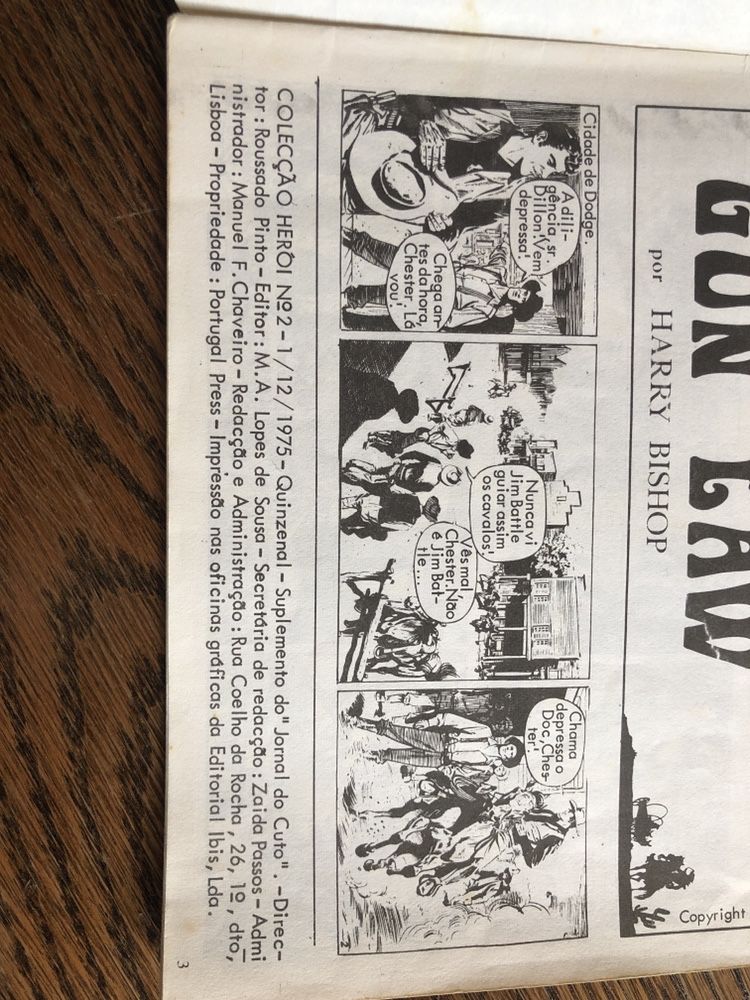 GUN LAW
por HARRY BISHOP
Copyright
Cidade de Dodge.
A dili-
gência, sr.
Dillon! Vem
depressa!
Chega an-
tes da hora,
Chester. Lá
vou!
Nunca vi
Jim Battle
guiar assim
os cavalos!
Vês mal,
Chester. Não
é Jim Bat-
tle...
Chama
depressa o
Doc, Ches-
ter!
COLECÇÃO HERÓI Nº 2 - 1/12/1975 - Quinzenal - Suplemento do "Jornal do Cuto". - Direc-
tor: Roussado Pinto - Editor: M. A. Lopes de Sousa - Secretária de redacção: Zaida Passos - Admi
nistrador: Manuel F. Chaveiro - Redacção e Administração: Rua Coelho da Rocha, 26, 1º, dto,
Lisboa - Propriedade: Portugal Press - Impressão nas oficinas gráficas da Editorial Ibis, Lda.
3